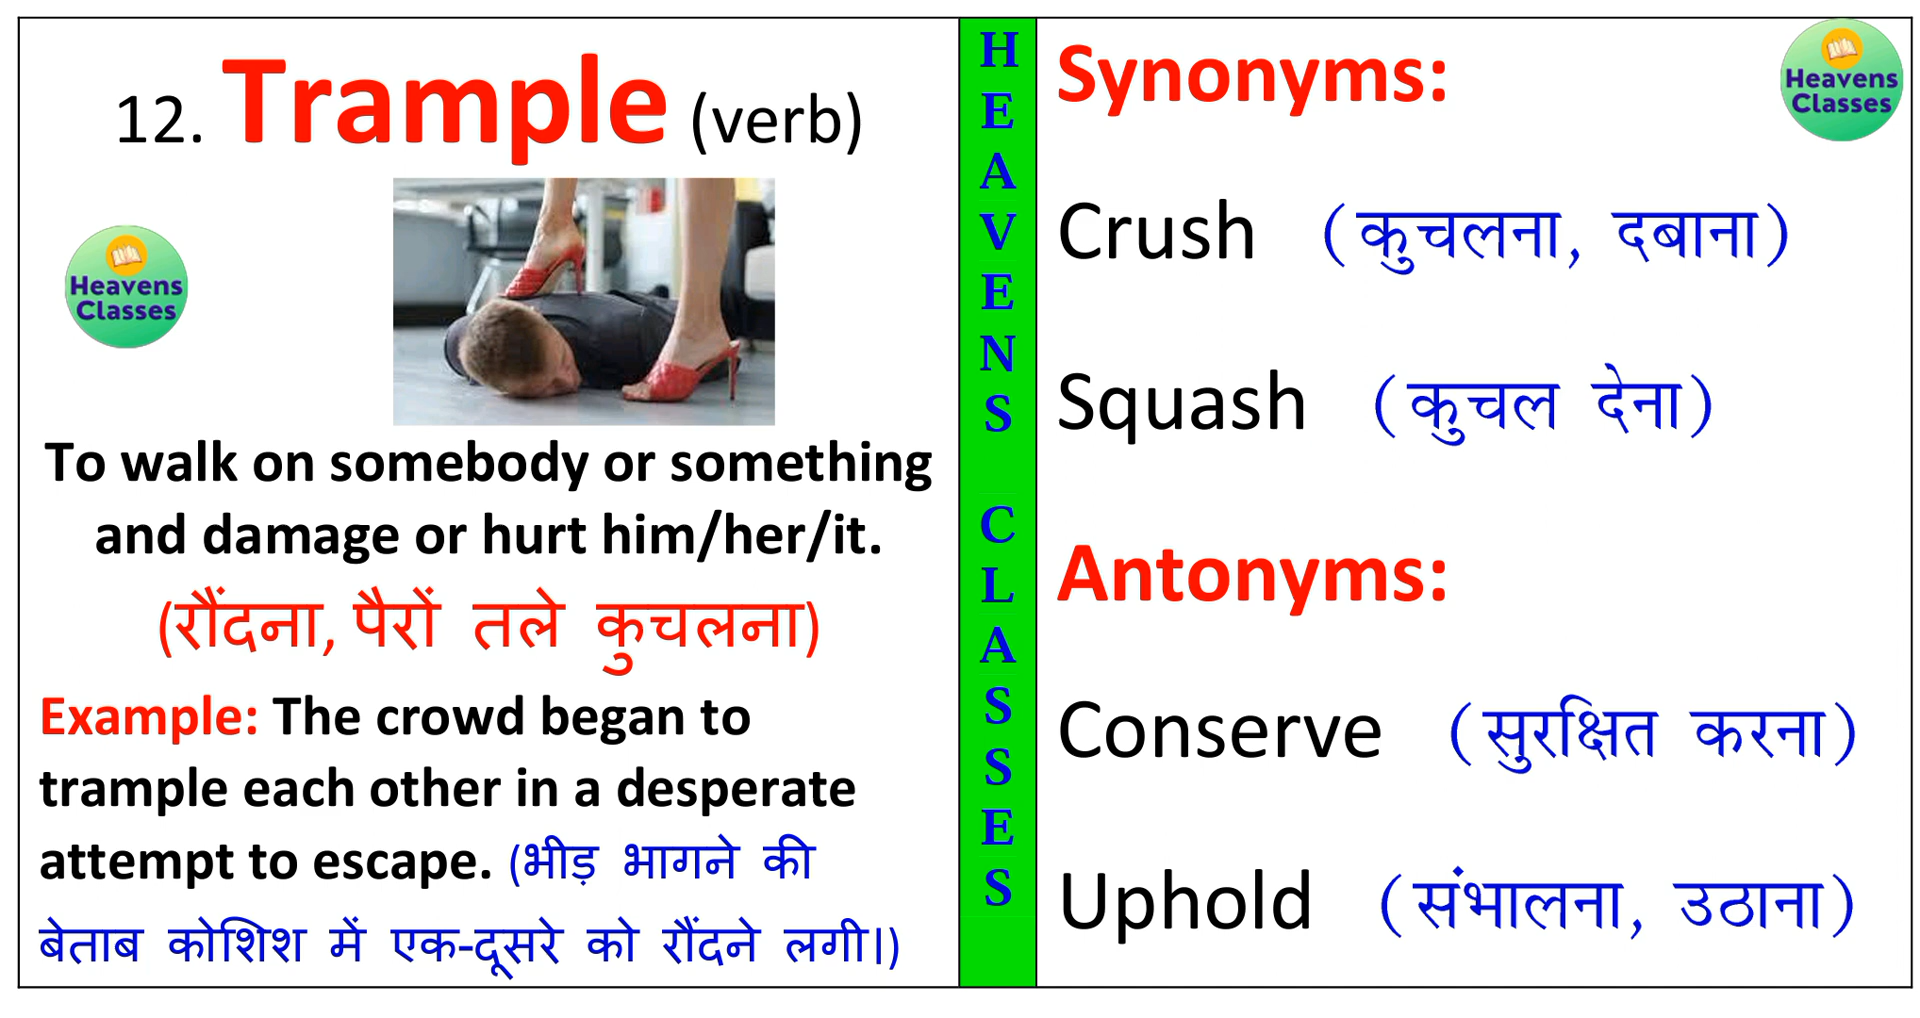 12. Trample (verb)
Heavens
Classes
To walk on somebody or something
and damage or hurt him/her/it.
(रौंदना, पैरों तले कुचलना)
Example: The crowd began to
trample each other in a desperate
attempt to escape. (भीड़ भागने की
बेताब कोशिश में एक-दूसरे को रौंदने लगी।)
HEAVENS CLASSES
Synonyms:
Heavens
Classes
Crush (कुचलना, दबाना)
Squash (कुचल देना)
Antonyms:
Conserve (सुरक्षित करना)
Uphold (संभालना, उठाना)